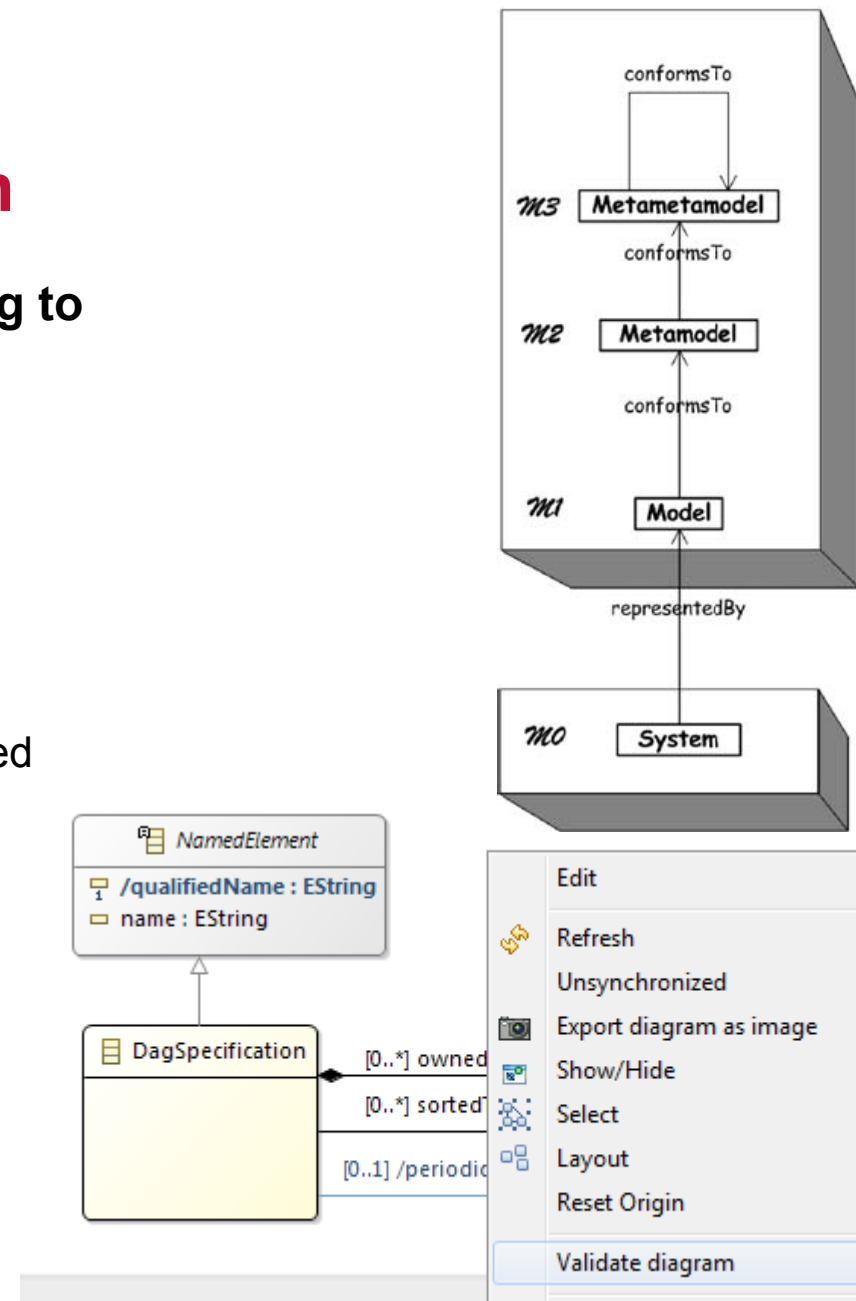 conformsTo
n
M3 Metametamodel
g to
conformsTo
M2 Metamodel
conformsTo
M1 Model
representedBy
M0 System
ed
NamedElement
/qualifiedName : EString
1
name : EString
DagSpecification
[0..*] owned
[0..*] sortedT
[0..1] /periodic
Edit
Refresh
Unsynchronized
Export diagram as image
Show/Hide
Select
Layout
Reset Origin
Validate diagram